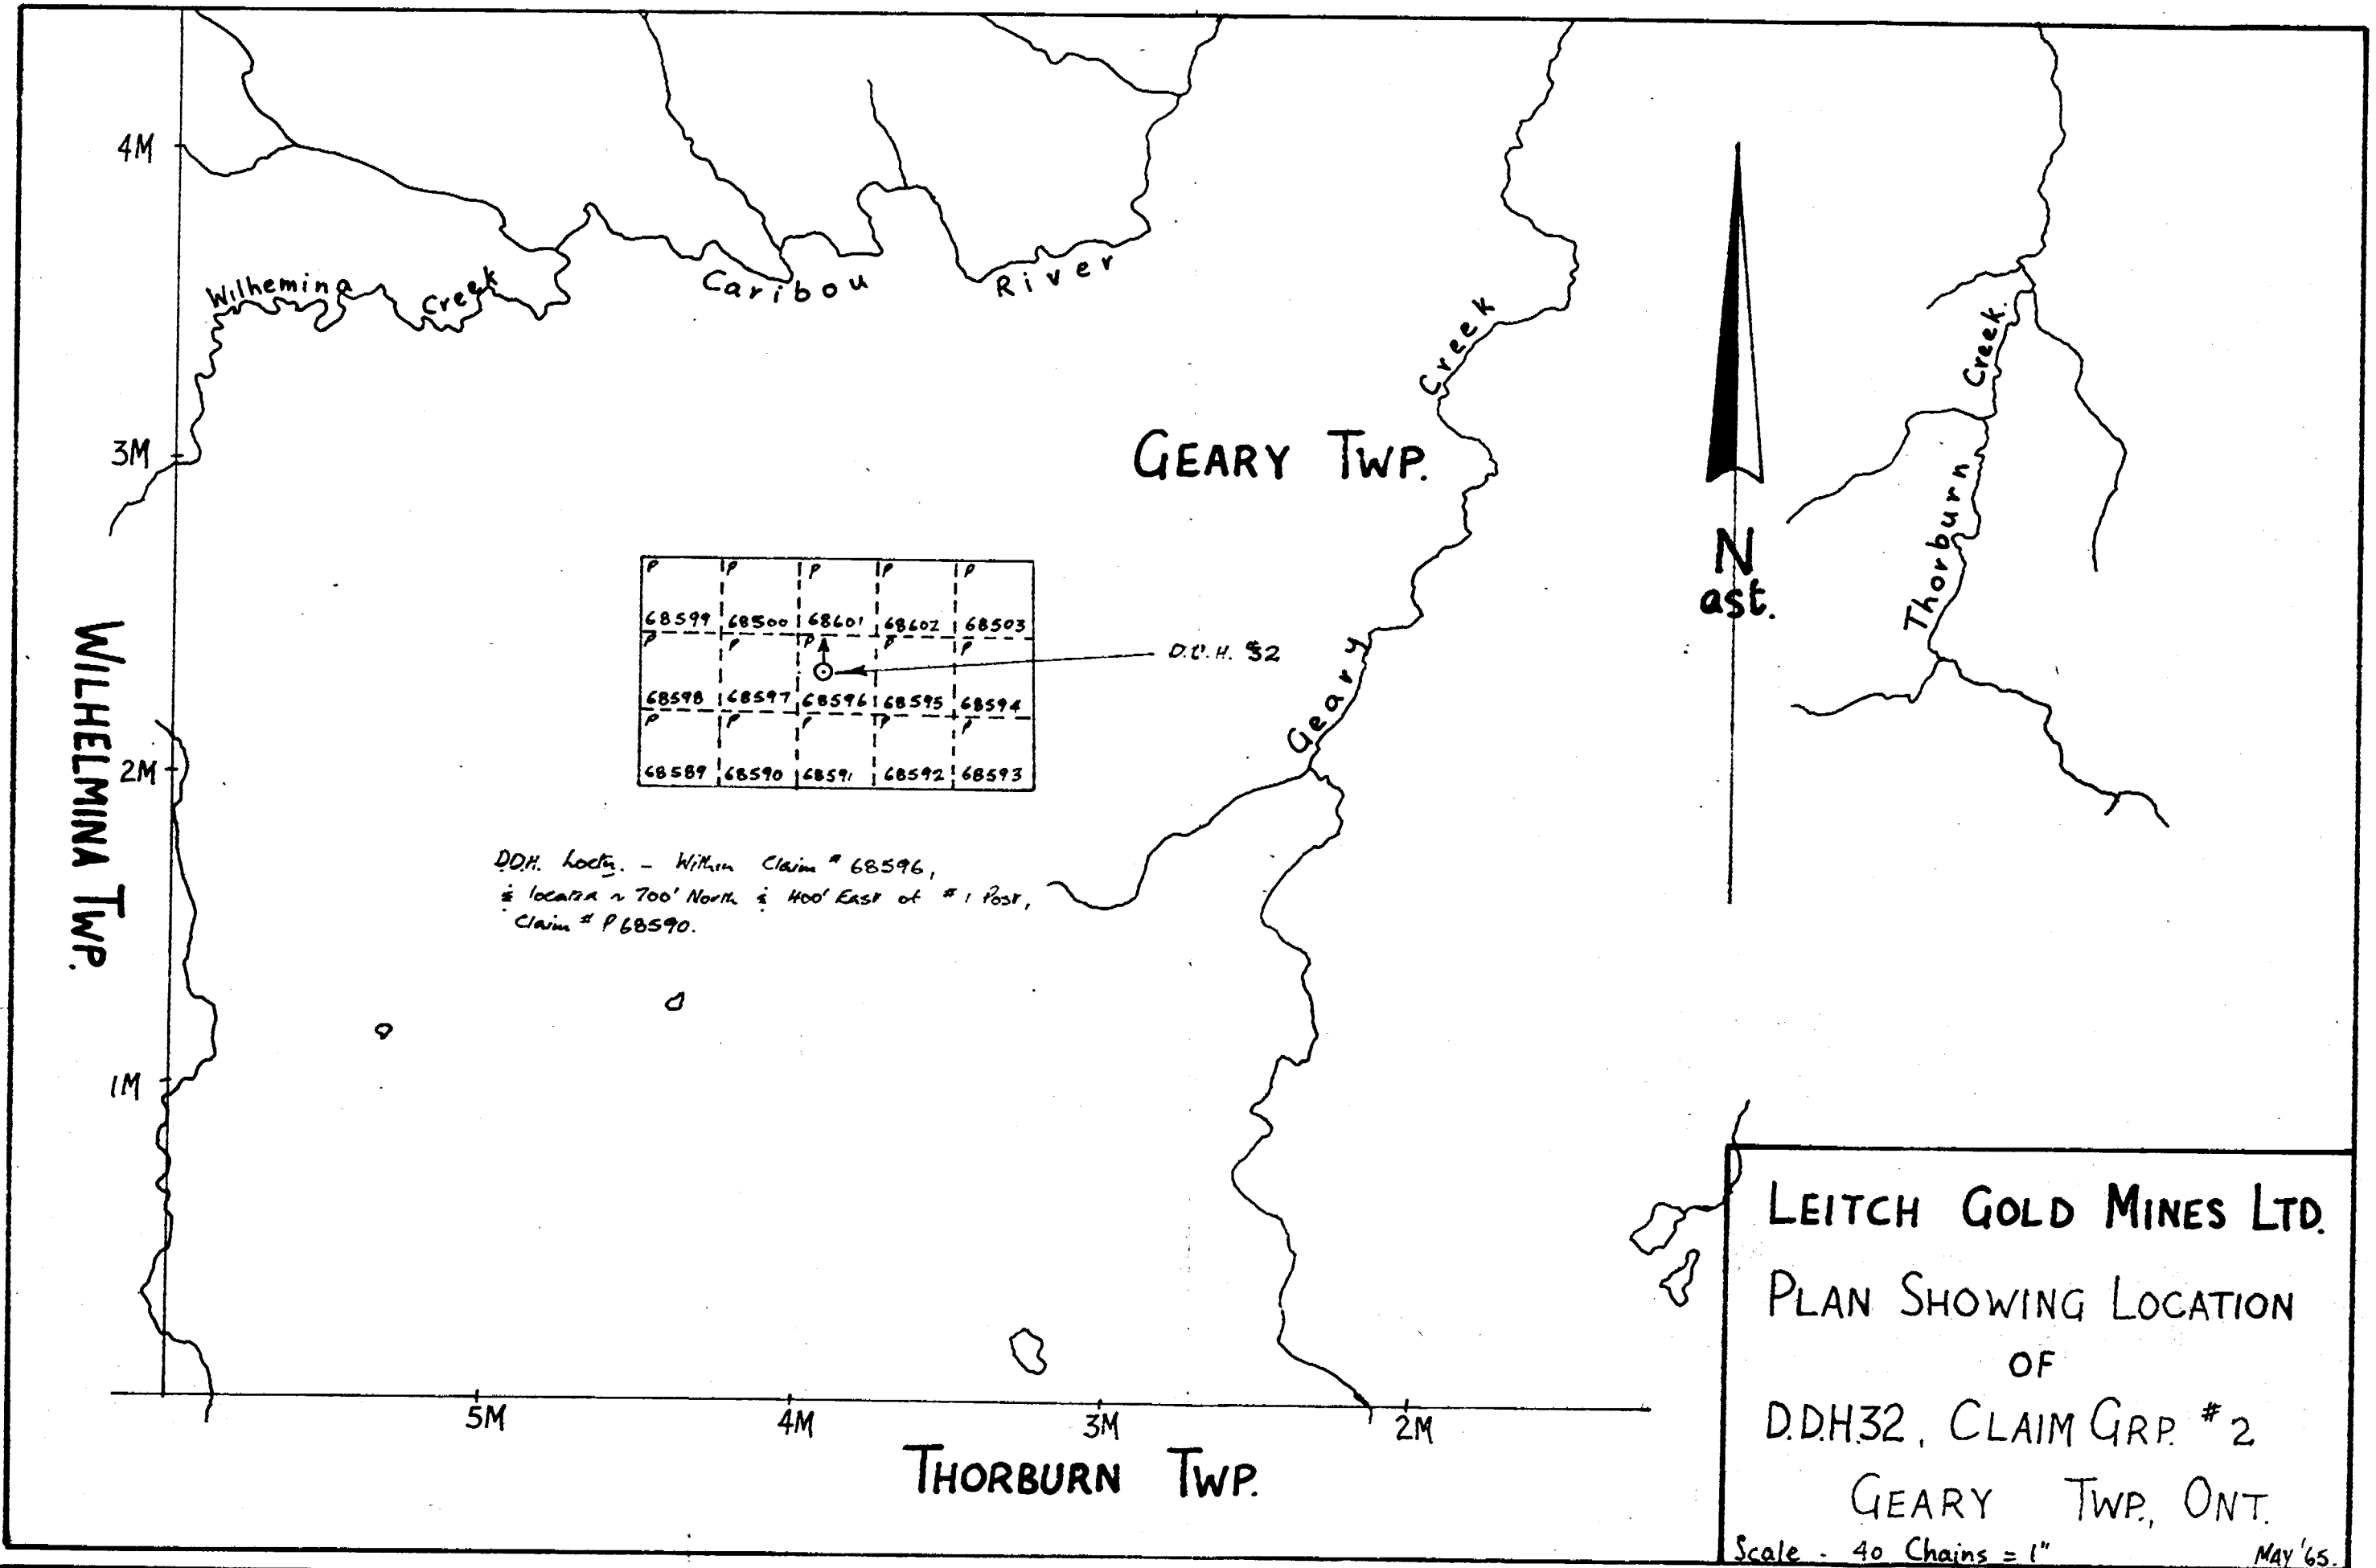 4M
3M
2M
1M
WILHELMINA TWP.
Wilhemina Creek
Caribou River
GEARY TWP.
Geary Creek
Thorburn Creek.
N
ast.
P P P P P
68599 68500 68601 68602 68503
P P P P P
68598 68597 68596 68595 68594
P P P P P
68589 68590 68591 68592 68593
D.D.H. #32
D.D.H. Loctn. - Within Claim # 68596,
& located ~ 700' North & 400' East of #1 Post,
Claim # P68590.
5M 4M 3M 2M
THORBURN TWP.
LEITCH GOLD MINES LTD.
PLAN SHOWING LOCATION
OF
D.D.H.32, CLAIM GRP. #2
GEARY TWP., ONT.
Scale - 40 Chains = 1" MAY '65.